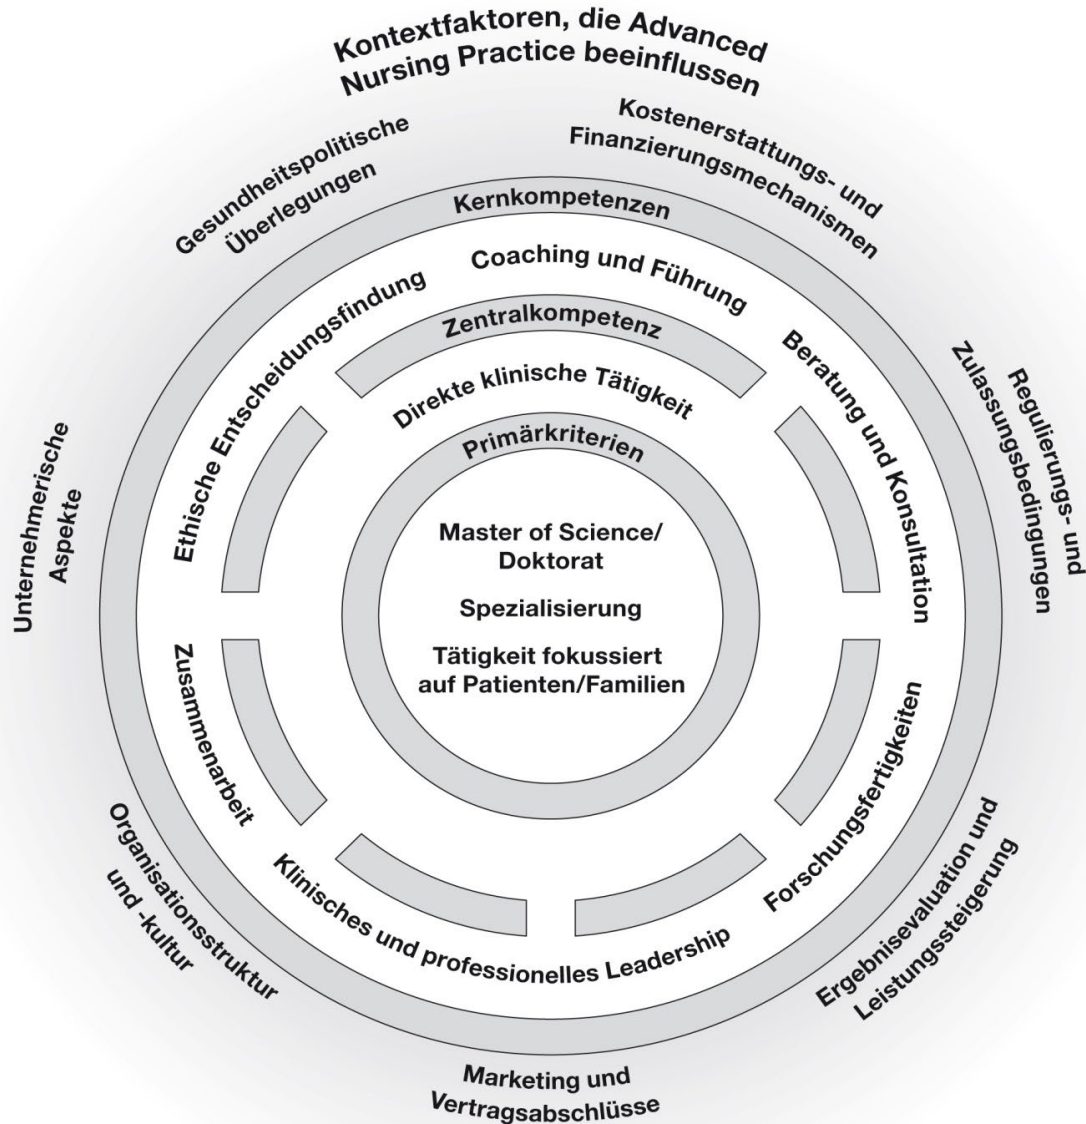 Kontextfaktoren, die Advanced
Nursing Practice beeinflussen
Gesundheitspolitische
Überlegungen
Kostenerstattungs- und
Finanzierungsmechanismen
Regulierungs- und
Zulassungsbedingungen
Ergebnisevaluation und
Leistungssteigerung
Marketing und
Vertragsabschlüsse
Organisationsstruktur
und -kultur
Unternehmerische
Aspekte
Kernkompetenzen
Coaching und Führung
Beratung und Konsultation
Forschungsfertigkeiten
Klinisches und professionelles Leadership
Zusammenarbeit
Ethische Entscheidungsfindung
Zentralkompetenz
Direkte klinische Tätigkeit
Primärkriterien
Master of Science/
Doktorat
Spezialisierung
Tätigkeit fokussiert
auf Patienten/Familien